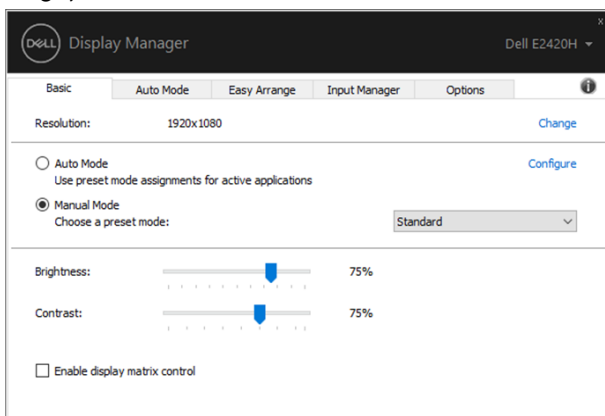 DELL Display Manager
Dell E2420H
Basic Auto Mode Easy Arrange Input Manager Options
Resolution: 1920x1080 Change
Auto Mode Configure
Use preset mode assignments for active applications
Manual Mode
Choose a preset mode: Standard
Brightness: 75%
Contrast: 75%
Enable display matrix control